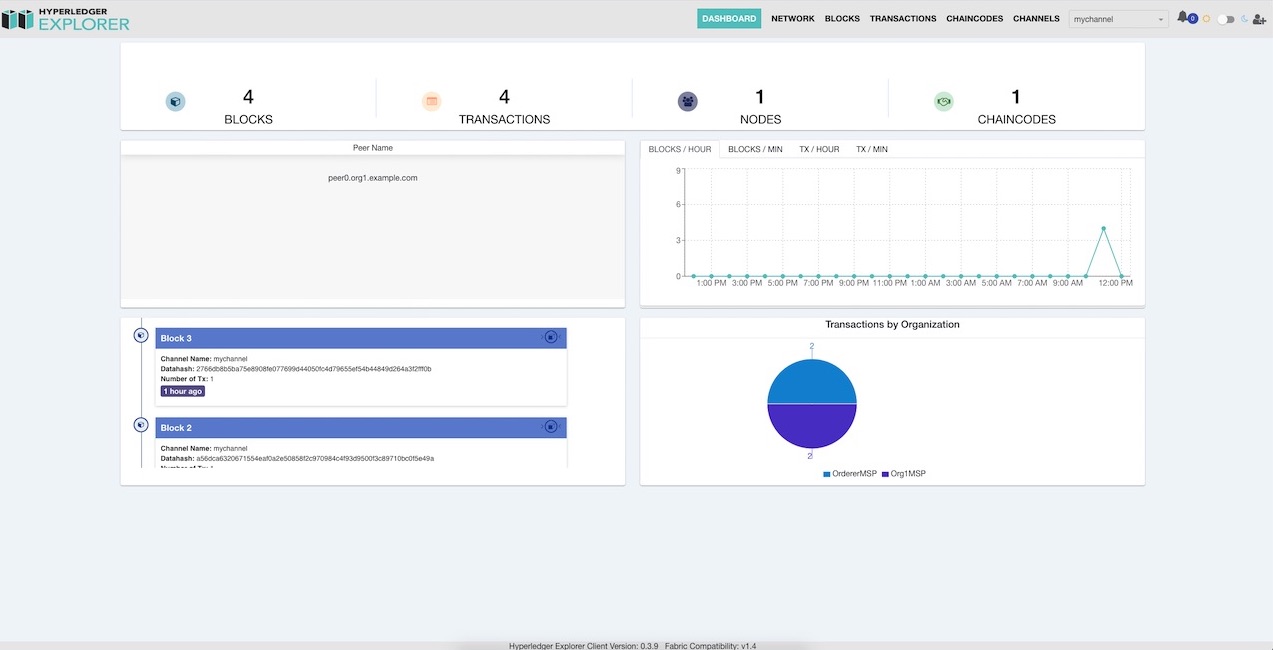 HYPERLEDGER
EXPLORER
DASHBOARD NETWORK BLOCKS TRANSACTIONS CHAINCODES CHANNELS mychannel 0
4 4 1 1
BLOCKS TRANSACTIONS NODES CHAINCODES
Peer Name
peer0.org1.example.com
BLOCKS / HOUR BLOCKS / MIN TX / HOUR TX / MIN
9
6
3
0
1:00 PM 3:00 PM 5:00 PM 7:00 PM 9:00 PM 11:00 PM 1:00 AM 3:00 AM 5:00 AM 7:00 AM 9:00 AM 12:00 PM
Block 3
Channel Name: mychannel
Datahash: 2766db8b5ba75e8908fe077699d44050fc4d79655ef54b44849d264a3f2fff0b
Number of Tx: 1
1 hour ago
Block 2
Channel Name: mychannel
Datahash: a56dca6320671554eaf0a2e50858f2c970984c4f93d9500f3c89710bc0f5e49a
Number of Tx: 1
Transactions by Organization
2
2
OrdererMSP Org1MSP
Hyperledger Explorer Client Version: 0.3.9 Fabric Compatibility: v1.4